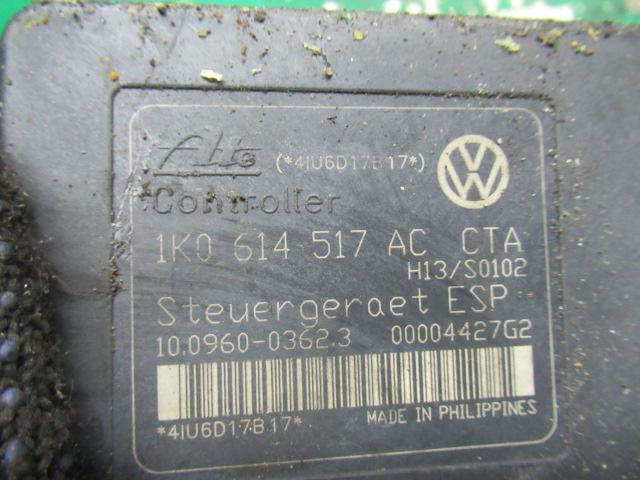 Ate (*4IU6D17B17*)
Controller
1K0 614 517 AC CTA
H13/S0102
Steuergeraet ESP
10.0960-0362.3 00004427G2
*4IU6D17B17*
MADE IN PHILIPPINES